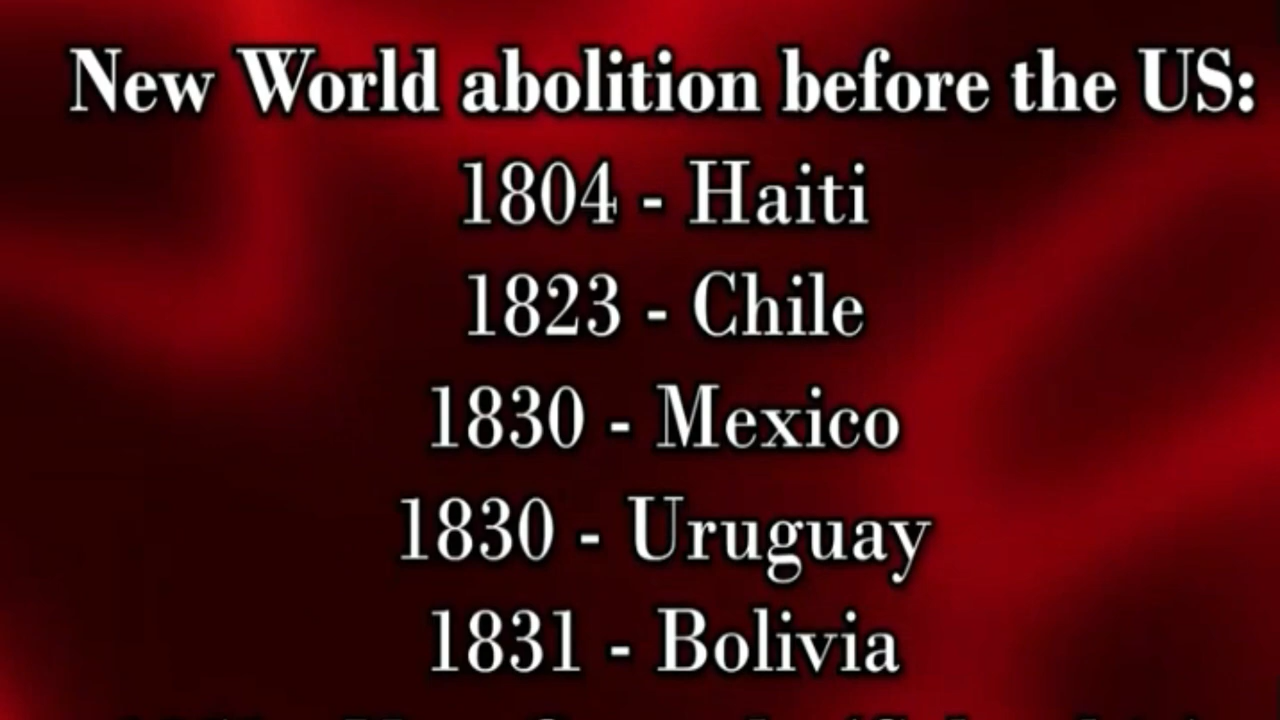 New World abolition before the US:
1804 - Haiti
1823 - Chile
1830 - Mexico
1830 - Uruguay
1831 - Bolivia